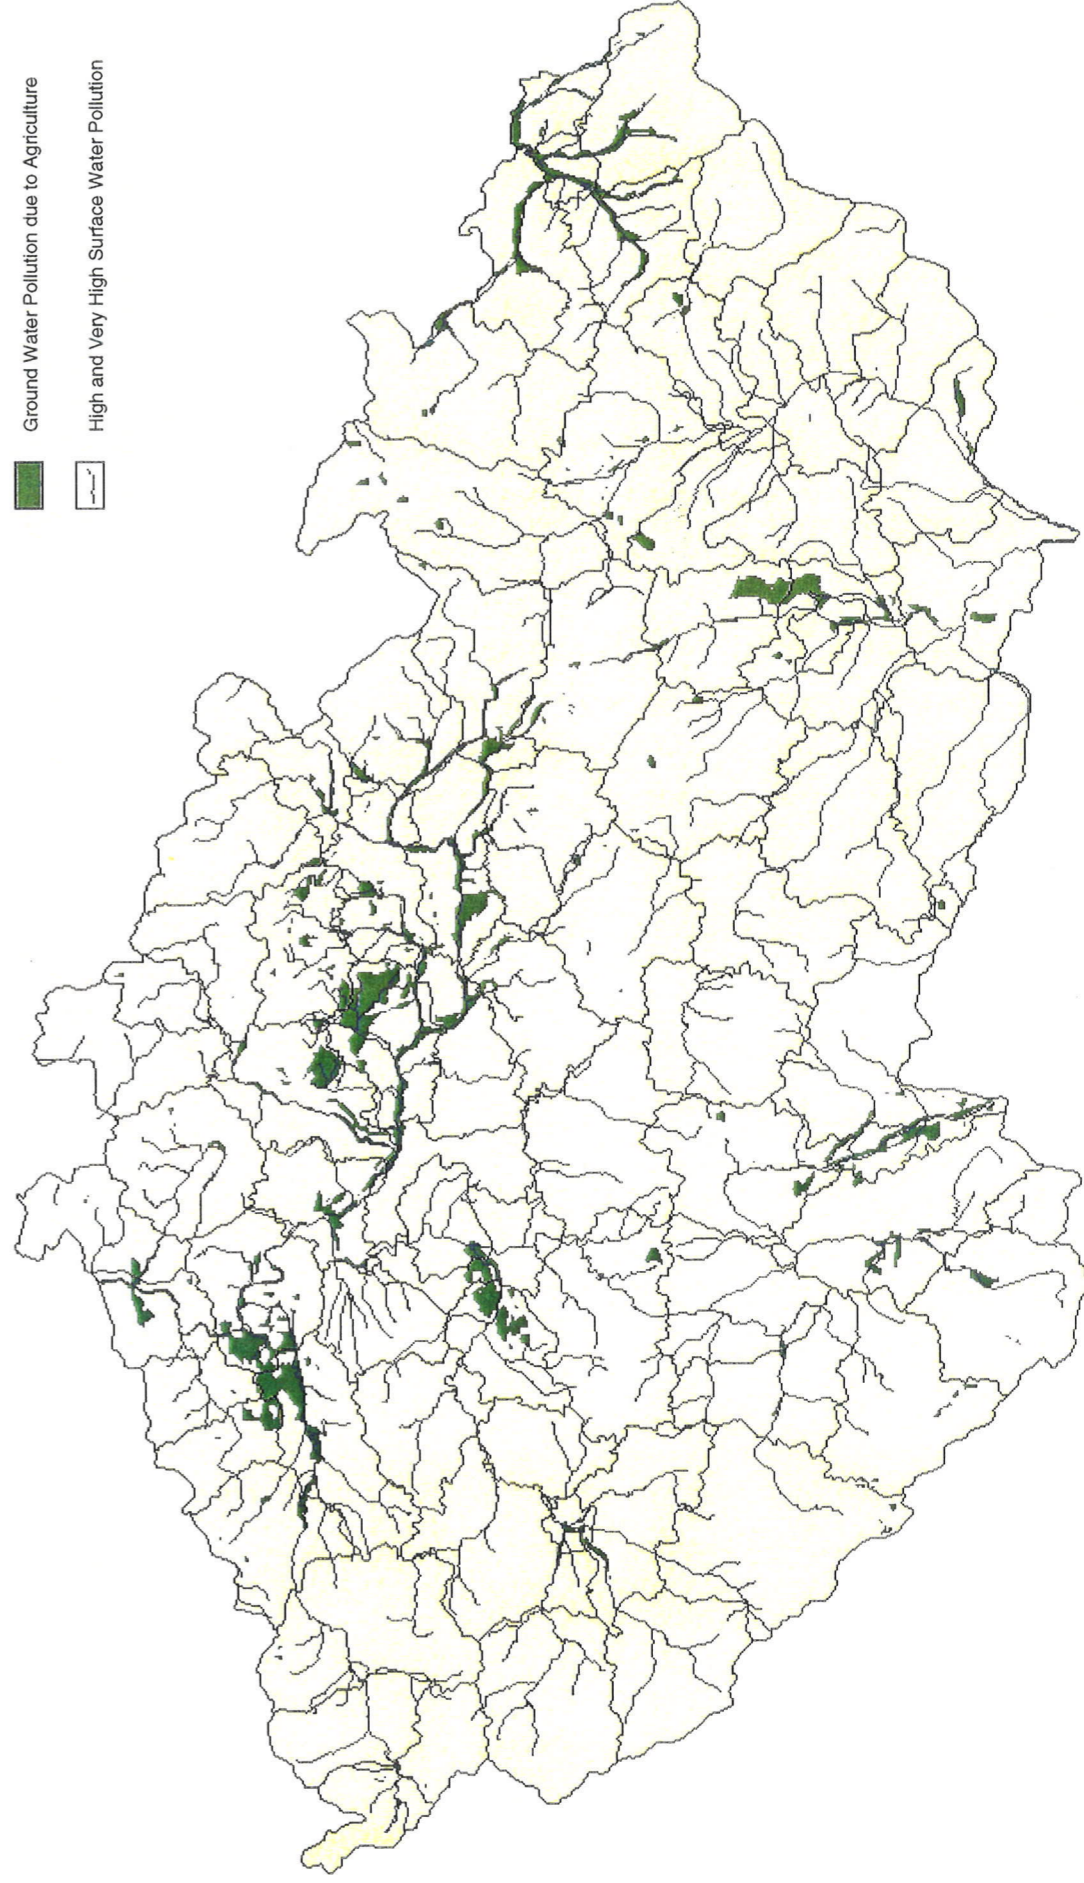 Ground Water Pollution due to Agriculture
High and Very High Surface Water Pollution